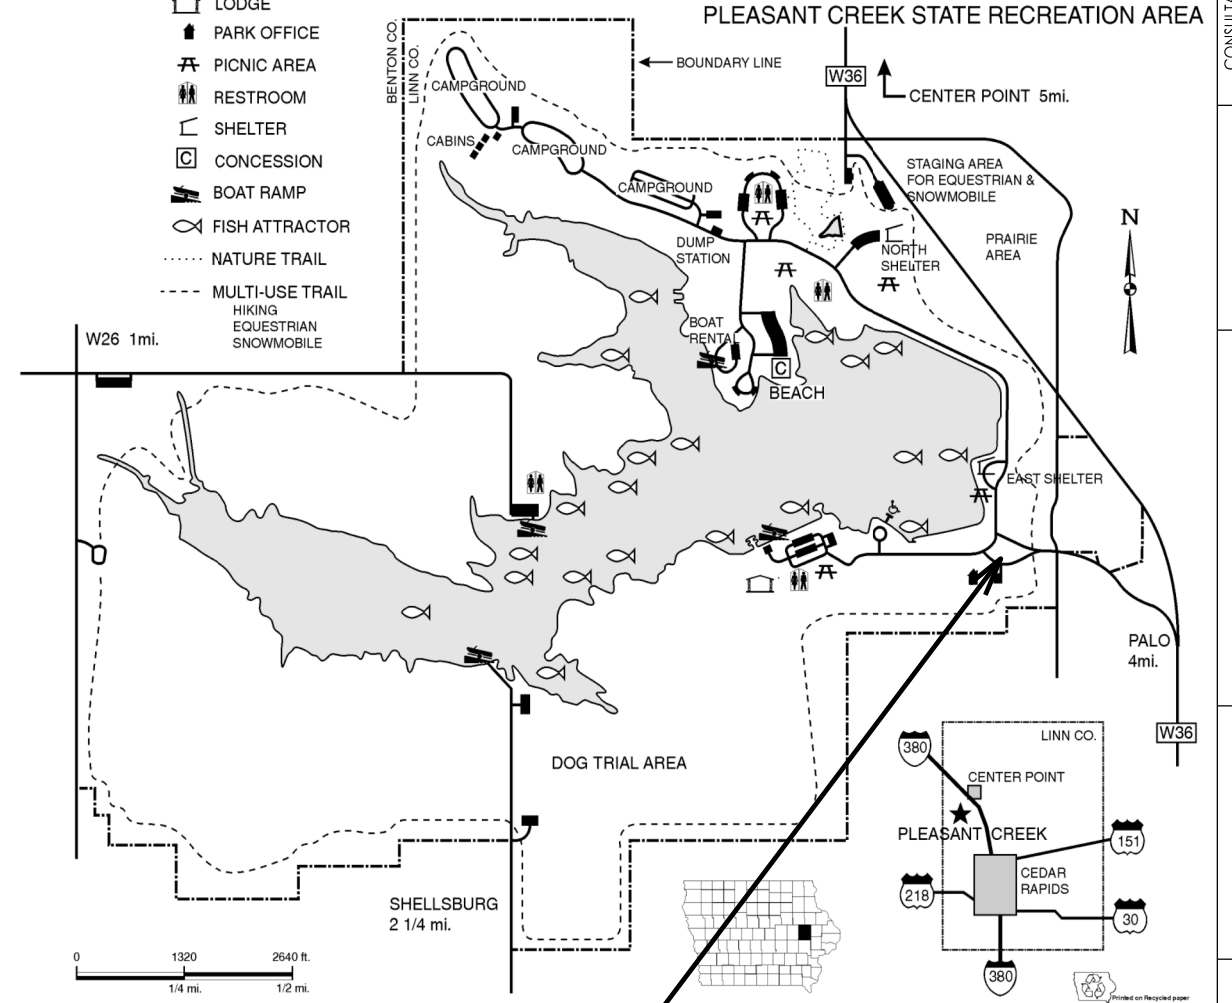 LODGE
PARK OFFICE
PICNIC AREA
RESTROOM
SHELTER
C CONCESSION
BOAT RAMP
FISH ATTRACTOR
NATURE TRAIL
MULTI-USE TRAIL
HIKING
EQUESTRIAN
SNOWMOBILE
PLEASANT CREEK STATE RECREATION AREA
BENTON CO.
LINN CO.
BOUNDARY LINE
W36
CENTER POINT 5mi.
CAMPGROUND
CABINS
CAMPGROUND
CAMPGROUND
STAGING AREA
FOR EQUESTRIAN &
SNOWMOBILE
N
DUMP
STATION
NORTH
SHELTER
PRAIRIE
AREA
BOAT
RENTAL
C
BEACH
W26 1mi.
EAST SHELTER
PALO
4mi.
W36
DOG TRIAL AREA
SHELLSBURG
2 1/4 mi.
0 1320 2640 ft.
1/4 mi. 1/2 mi.
LINN CO.
380
CENTER POINT
PLEASANT CREEK
151
CEDAR
RAPIDS
218
30
380
Printed on Recycled paper